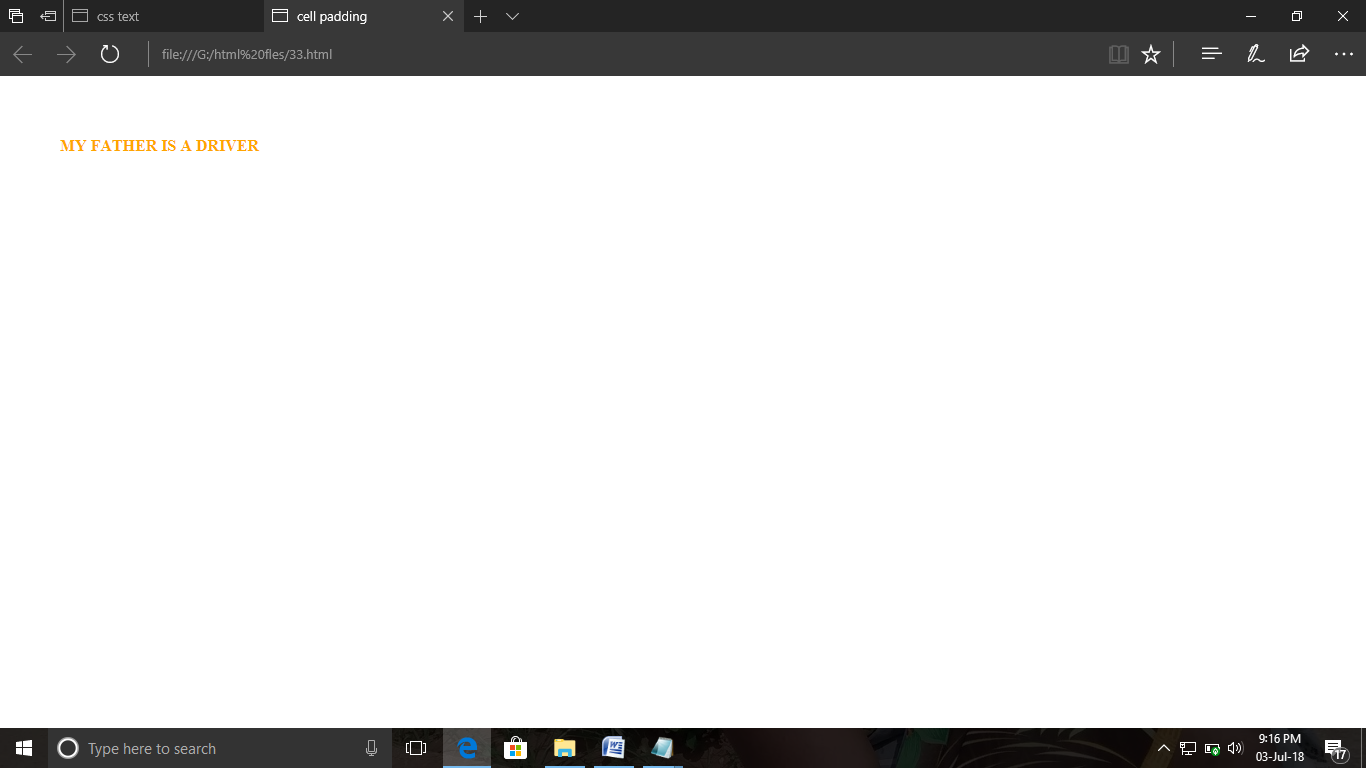 css text
cell padding
file:///G:/html%20fles/33.html
MY FATHER IS A DRIVER
Type here to search
9:16 PM
03-Jul-18
17